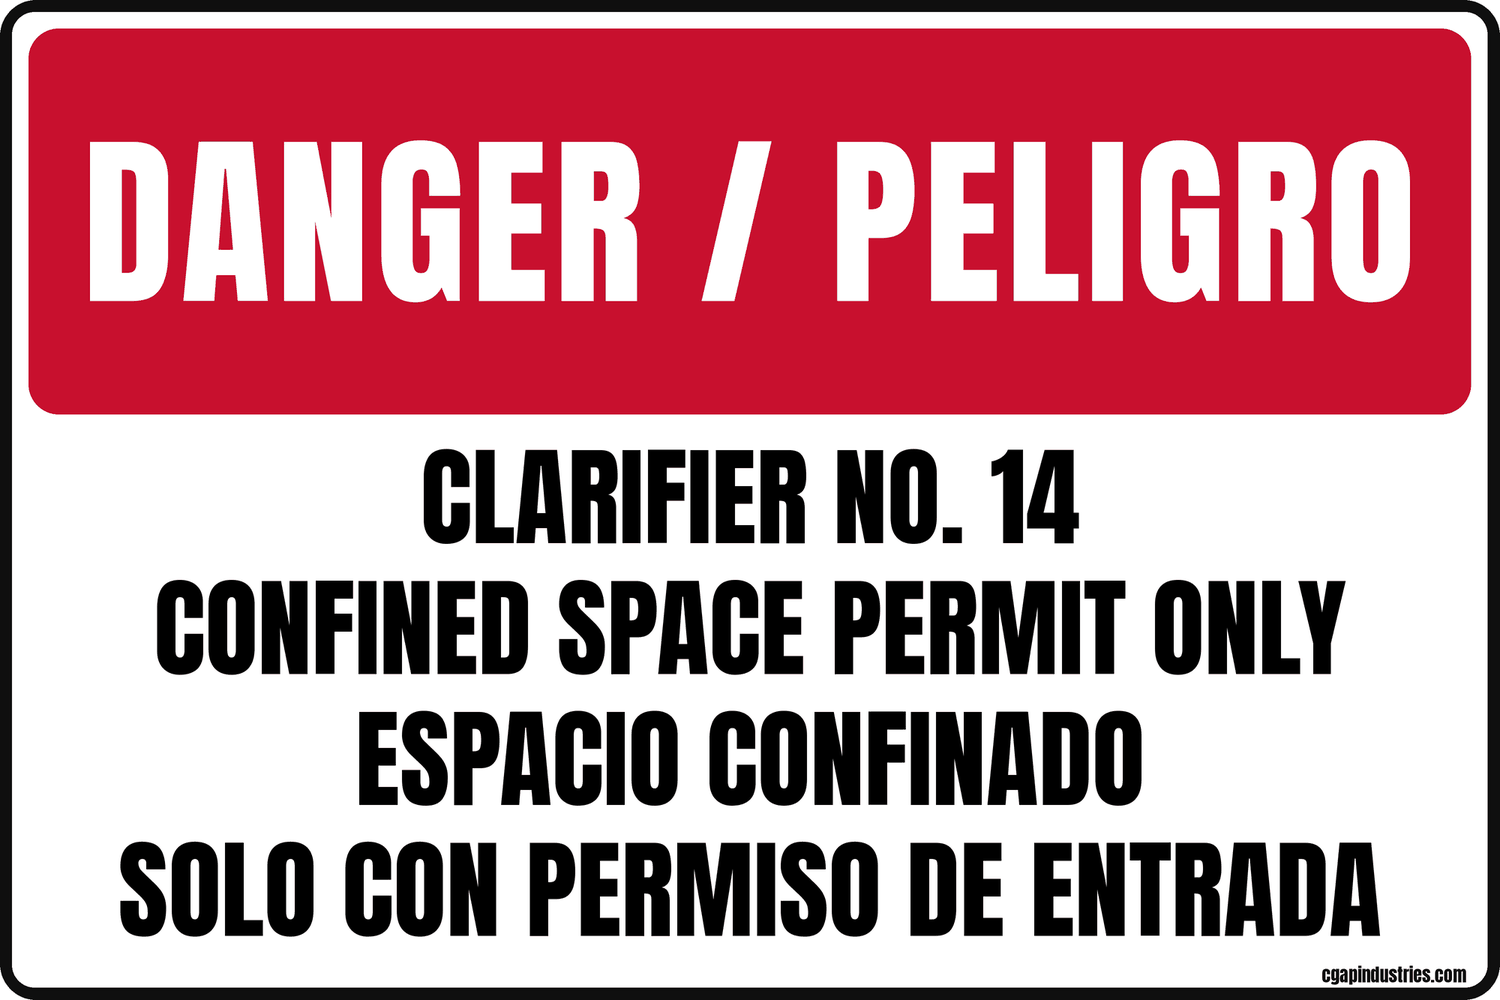 DANGER / PELIGRO
CLARIFIER NO. 14
CONFINED SPACE PERMIT ONLY
ESPACIO CONFINADO
SOLO CON PERMISO DE ENTRADA
cgapindustries.com